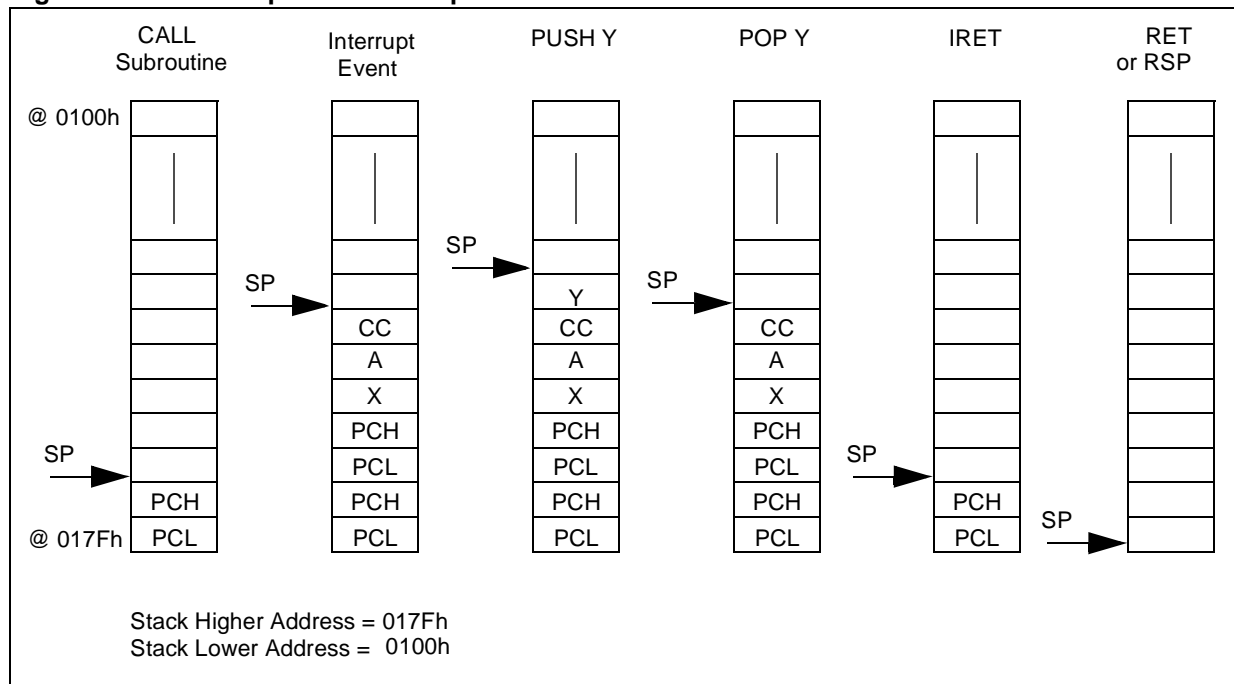 CALL
Subroutine
Interrupt
Event
PUSH Y
POP Y
IRET
RET
or RSP
@ 0100h
SP
PCH
@ 017Fh
PCL
SP
CC
A
X
PCH
PCL
PCH
PCL
SP
Y
CC
A
X
PCH
PCL
PCH
PCL
SP
CC
A
X
PCH
PCL
PCH
PCL
SP
PCH
PCL
SP
Stack Higher Address = 017Fh
Stack Lower Address = 0100h